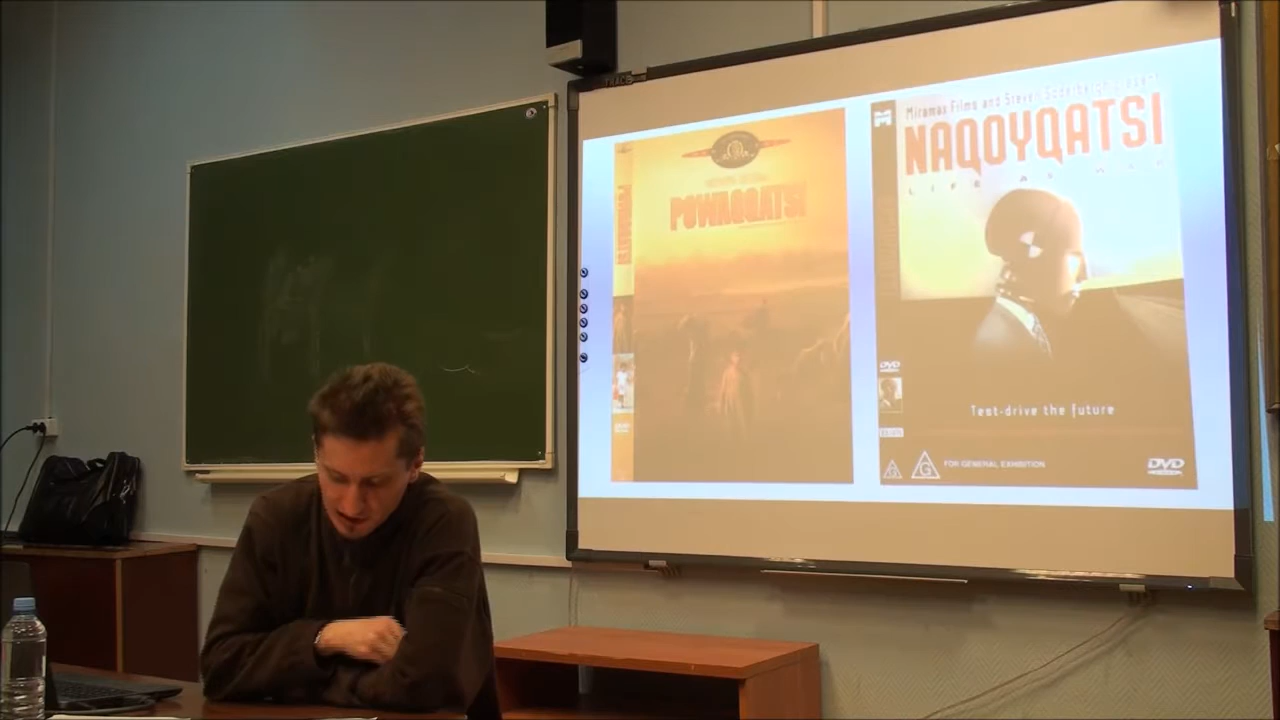 POWAQQATSI
POWAQQATSI
Miramax Films and Steven Soderbergh present
NAQOYQATSI
LIFE AS WAR
Test-drive the future
DVD
G
FOR GENERAL EXHIBITION
DVD